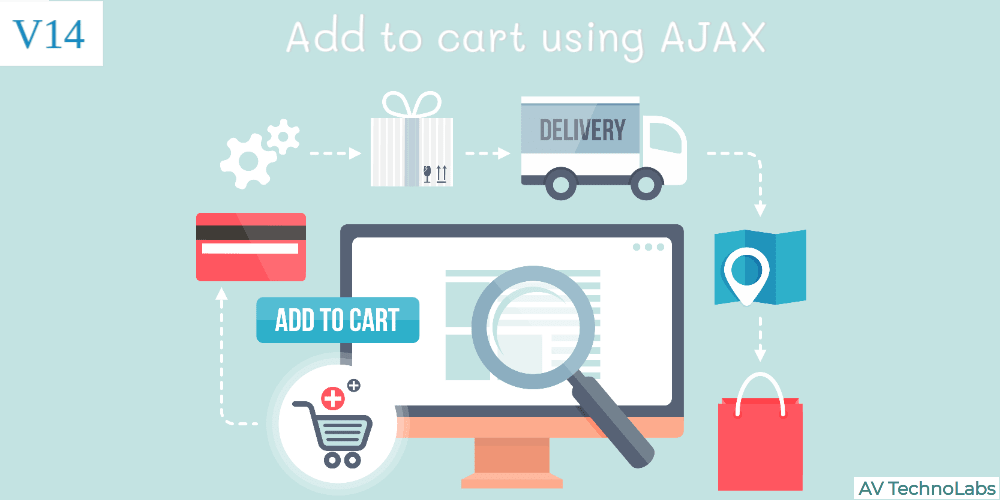 V14
Add to cart using AJAX
DELIVERY
ADD TO CART
AV TechnoLabs